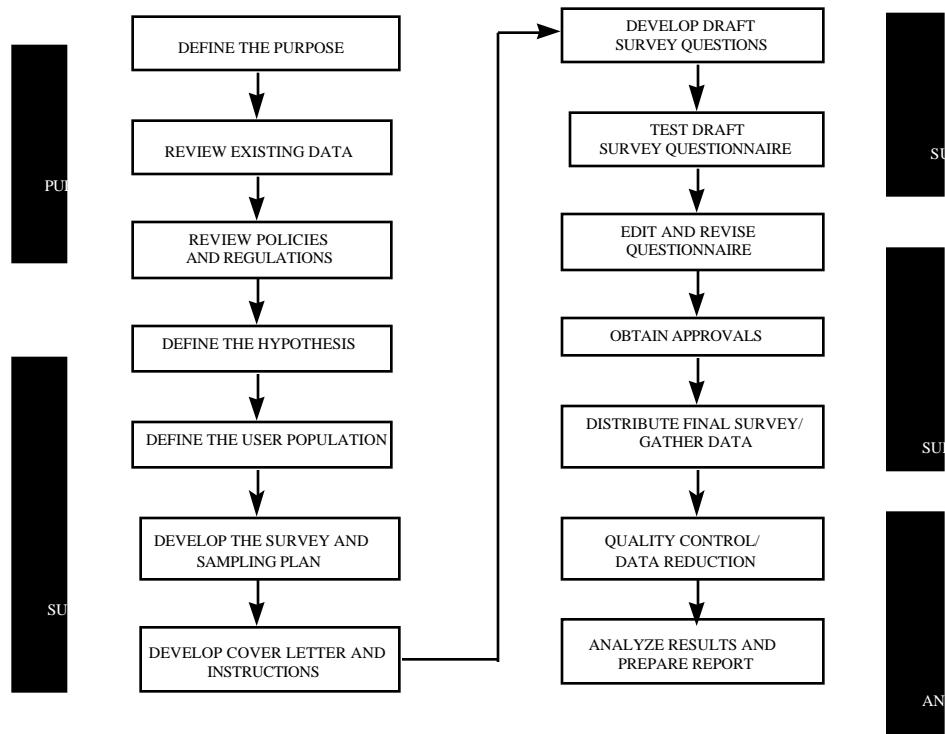 DEFINE THE PURPOSE
REVIEW EXISTING DATA
REVIEW POLICIES
AND REGULATIONS
DEFINE THE HYPOTHESIS
DEFINE THE USER POPULATION
DEVELOP THE SURVEY AND
SAMPLING PLAN
DEVELOP COVER LETTER AND
INSTRUCTIONS
DEVELOP DRAFT
SURVEY QUESTIONS
TEST DRAFT
SURVEY QUESTIONNAIRE
EDIT AND REVISE
QUESTIONNAIRE
OBTAIN APPROVALS
DISTRIBUTE FINAL SURVEY/
GATHER DATA
QUALITY CONTROL/
DATA REDUCTION
ANALYZE RESULTS AND
PREPARE REPORT